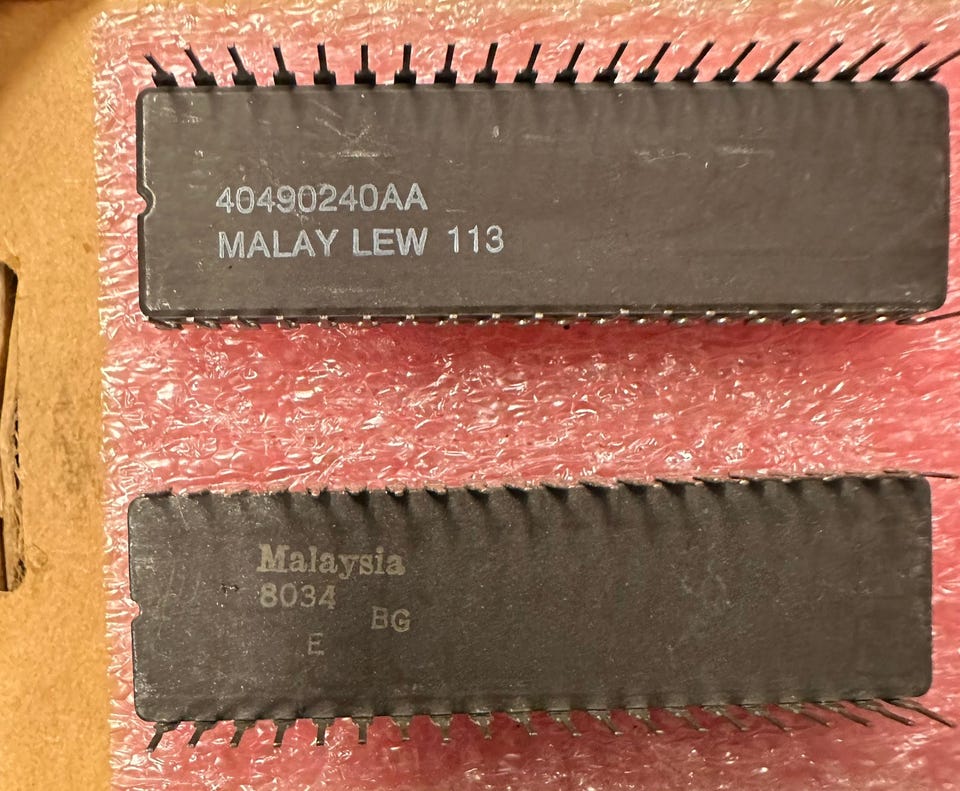 40490240AA
MALAY LEW 113
Malaysia
8034
BG
E